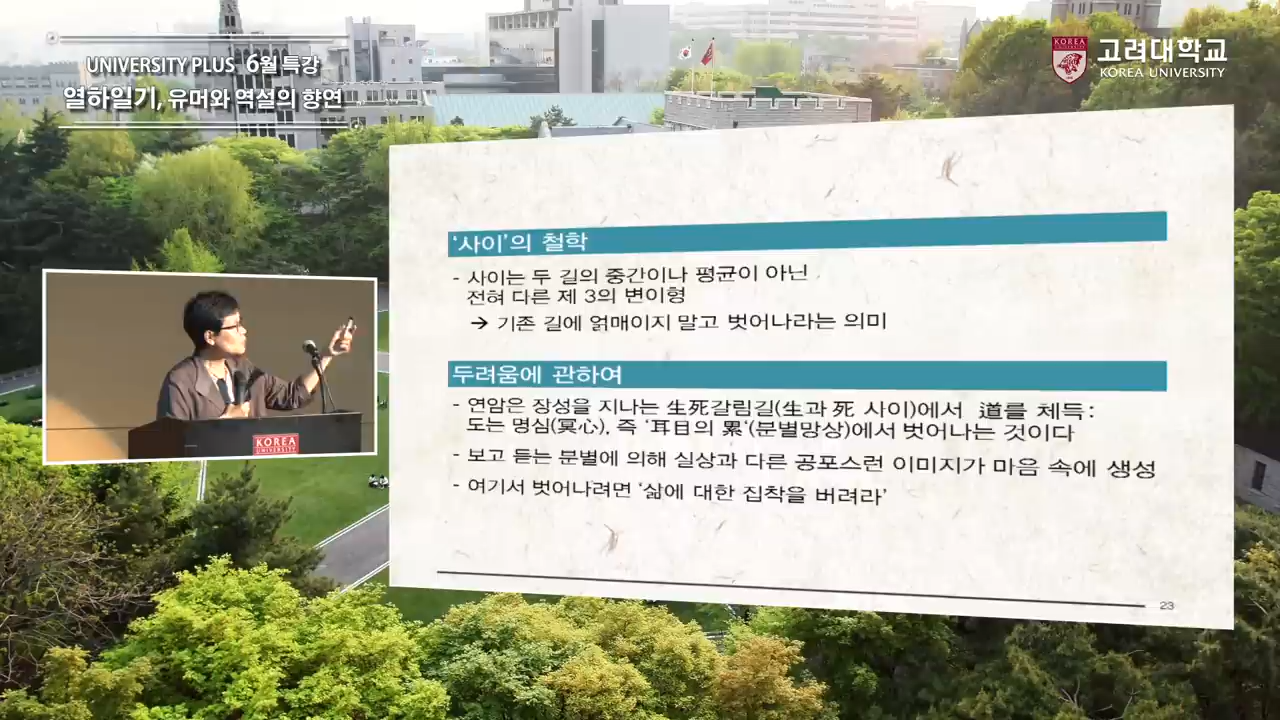 UNIVERSITY PLUS 6월 특강
열하일기, 유머와 역설의 향연
KOREA
UNIVERSITY
고려대학교
KOREA UNIVERSITY
'사이'의 철학
- 사이는 두 길의 중간이나 평균이 아닌
전혀 다른 제 3의 변이형
→ 기존 길에 얽매이지 말고 벗어나라는 의미
두려움에 관하여
- 연암은 장성을 지나는 生死갈림길(生과 死 사이)에서 道를 체득:
도는 명심(冥心), 즉 '耳目의 累'(분별망상)에서 벗어나는 것이다
- 보고 듣는 분별에 의해 실상과 다른 공포스런 이미지가 마음 속에 생성
- 여기서 벗어나려면 '삶에 대한 집착을 버려라'
23
KOREA
UNIVERSITY